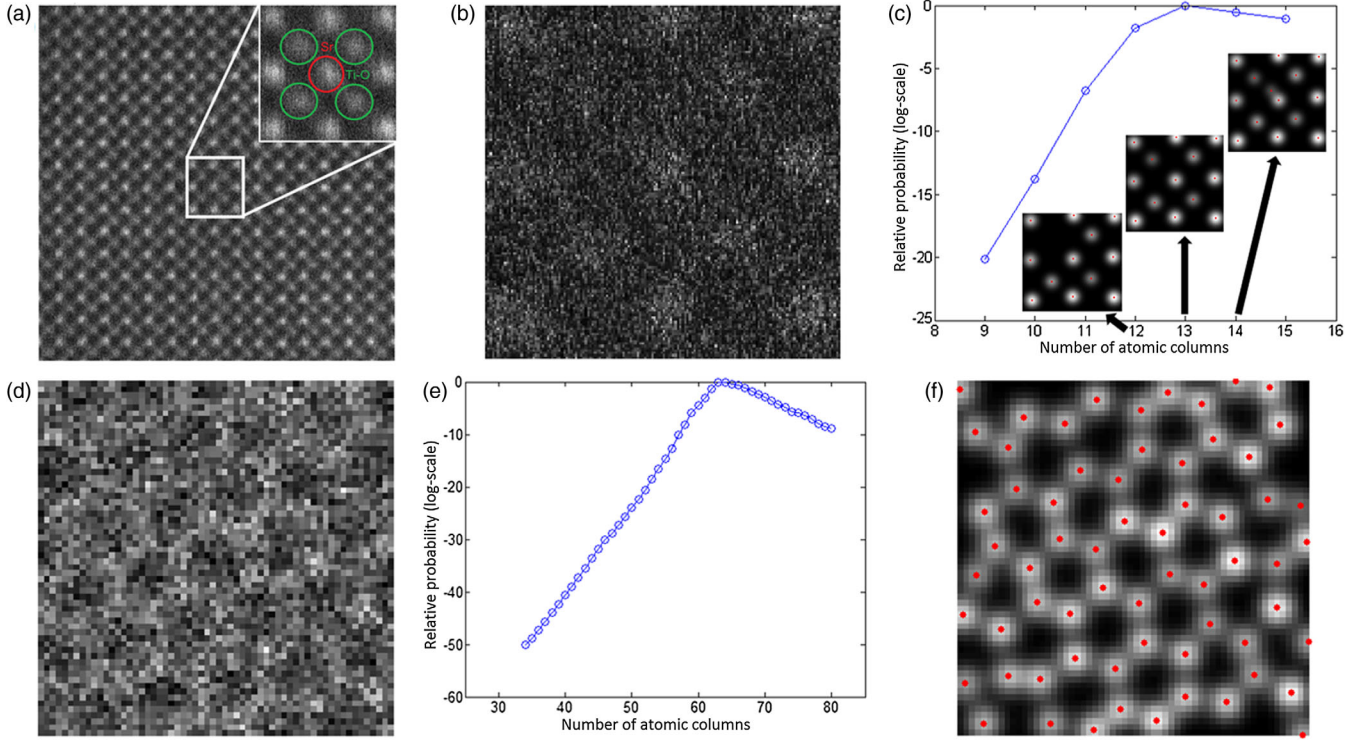 (a)
Sr
Ti-O
(b)
(c)
Relative probability (log-scale)
0
-5
-10
-15
-20
-25
8 9 10 11 12 13 14 15 16
Number of atomic columns
(d)
(e)
Relative probability (log-scale)
0
-10
-20
-30
-40
-50
-60
30 40 50 60 70 80
Number of atomic columns
(f)